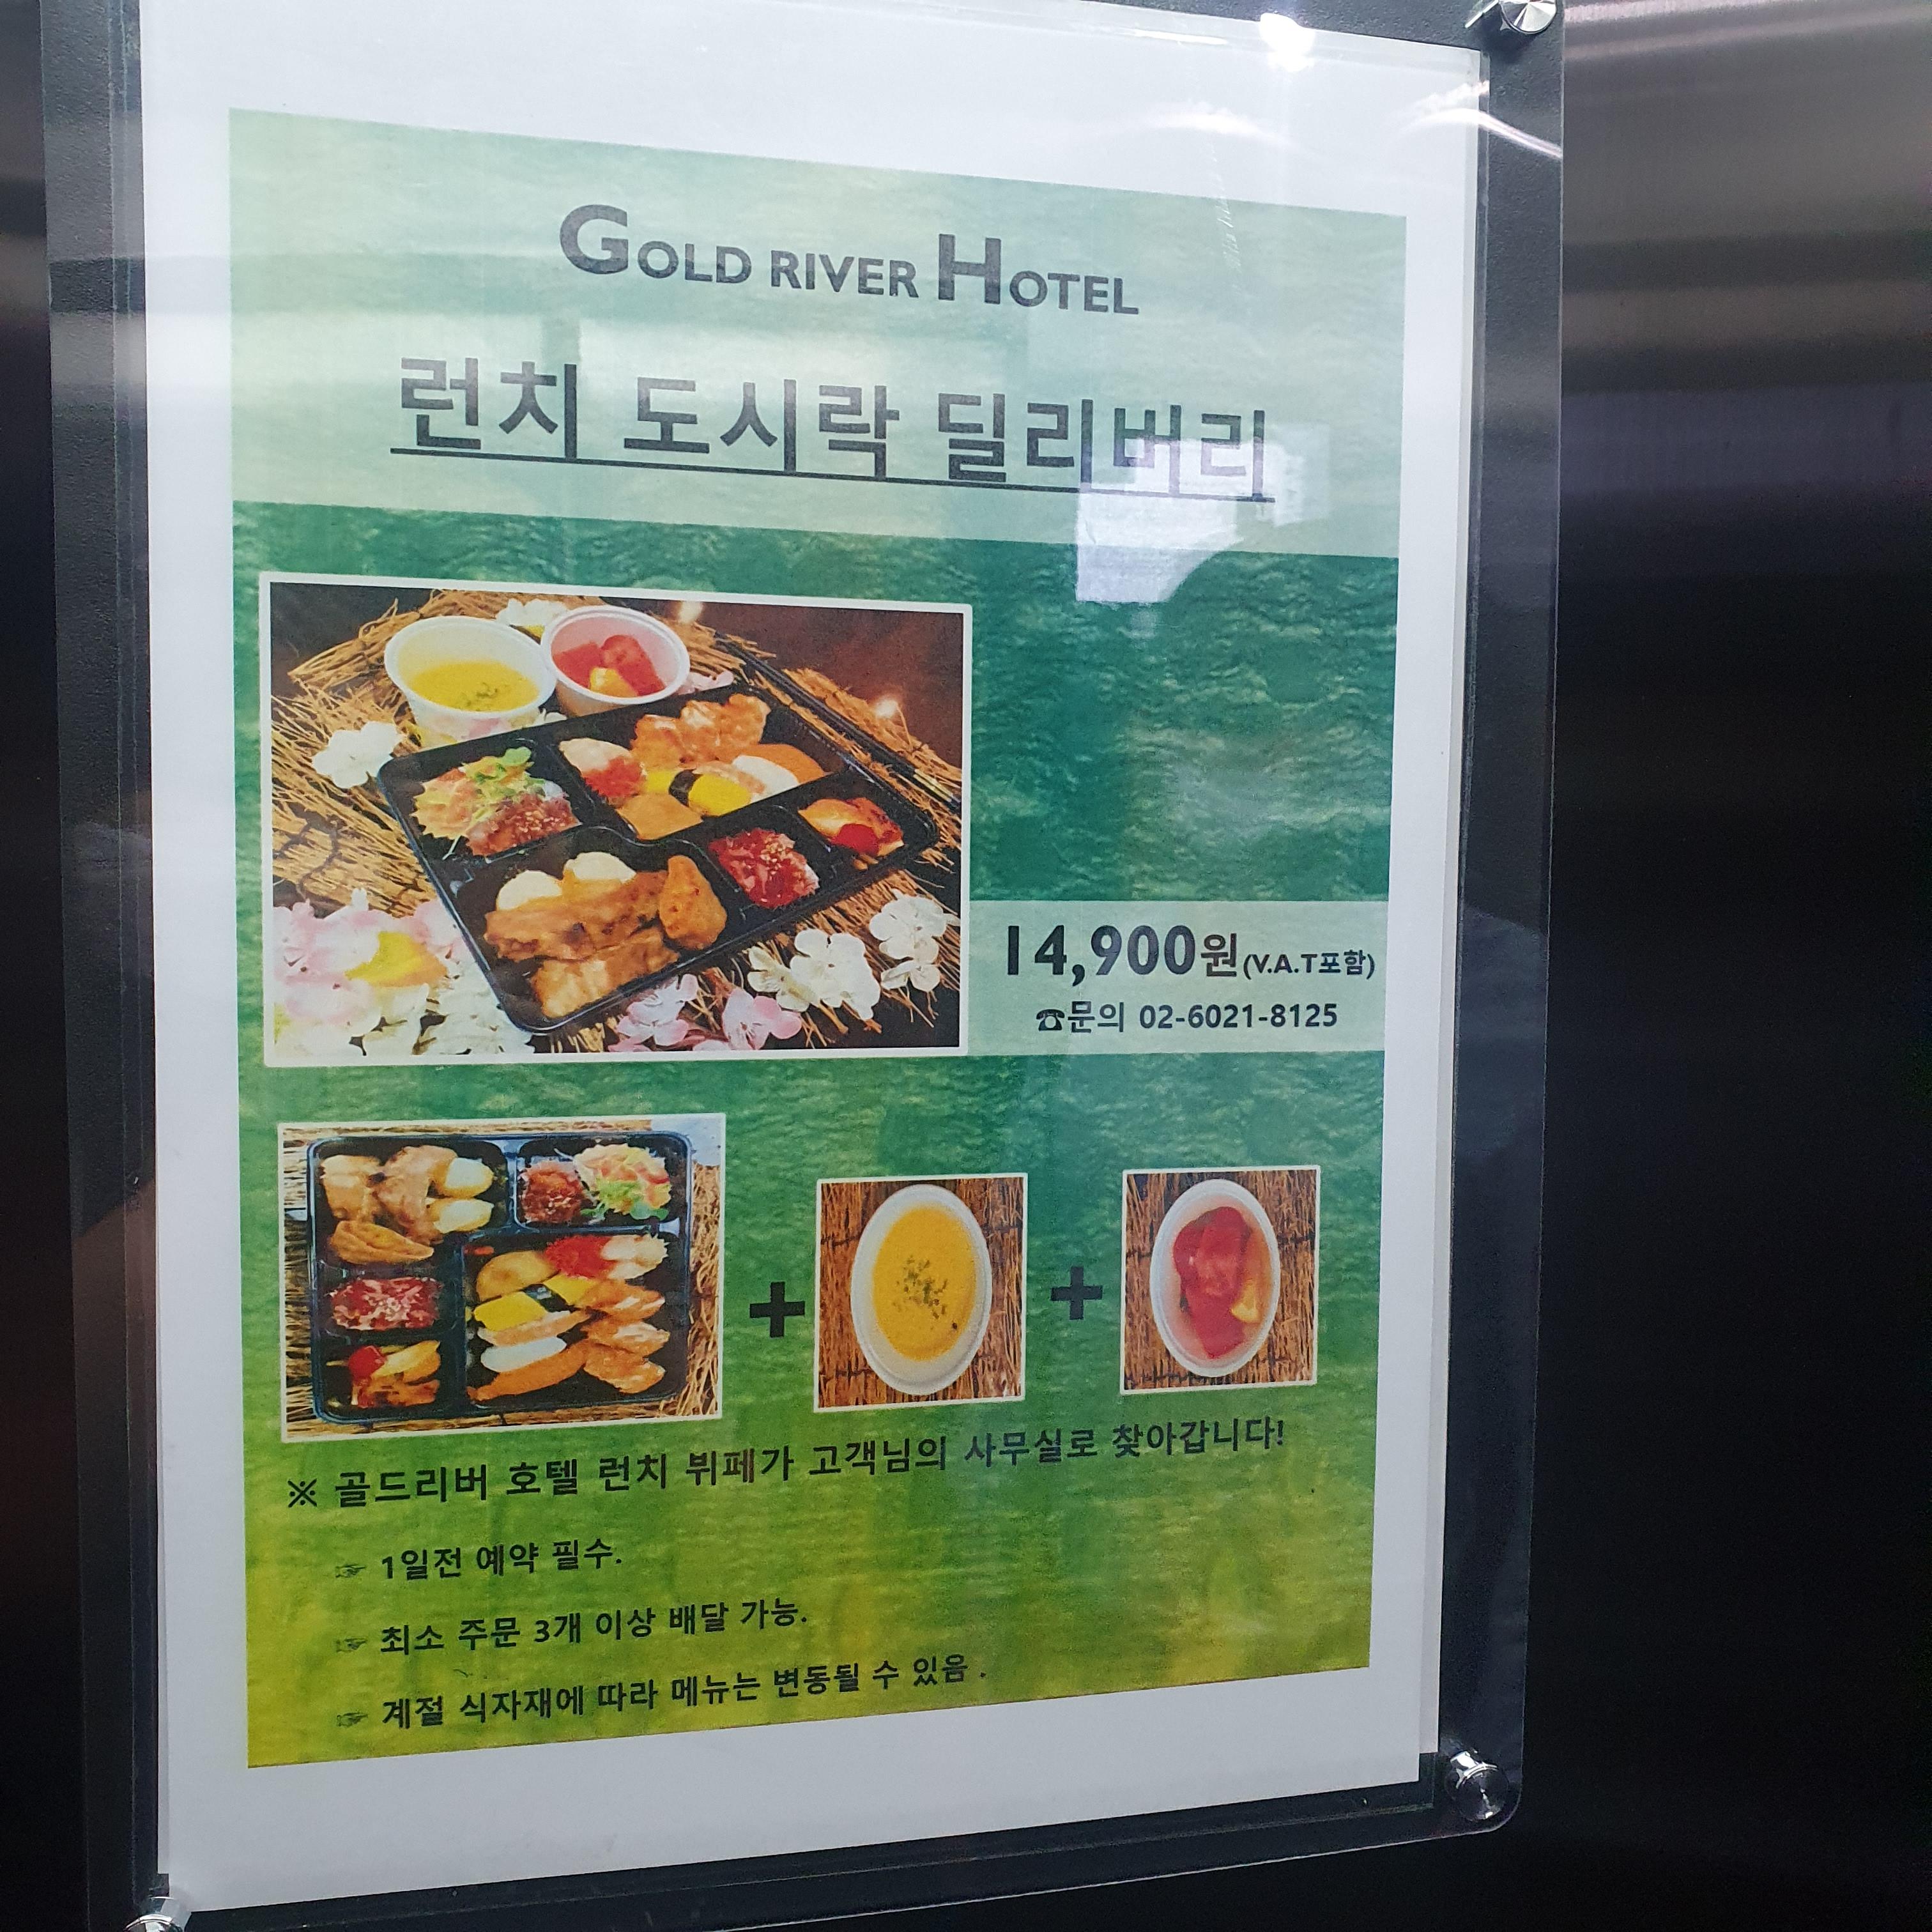 GOLD RIVER HOTEL
런치 도시락 딜리버리
14,900원(V.A.T포함)
☎문의 02-6021-8125
+ +
※ 골드리버 호텔 런치 뷔페가 고객님의 사무실로 찾아갑니다!
☞ 1일전 예약 필수.
☞ 최소 주문 3개 이상 배달 가능.
☞ 계절 식자재에 따라 메뉴는 변동될 수 있음 .